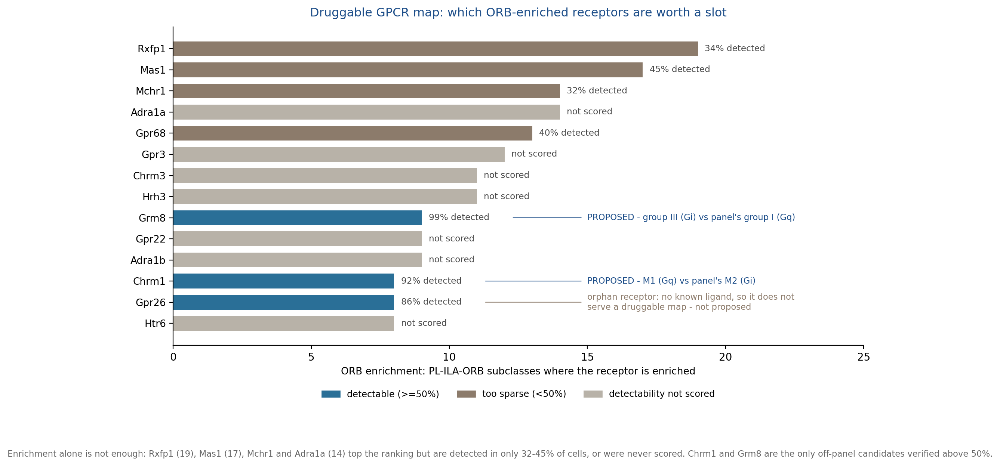 Druggable GPCR map: which ORB-enriched receptors are worth a slot
Rxfp1
34% detected
Mas1
45% detected
Mchr1
32% detected
Adra1a
not scored
Gpr68
40% detected
Gpr3
not scored
Chrm3
not scored
Hrh3
not scored
Grm8
99% detected
PROPOSED - group III (Gi) vs panel's group I (Gq)
Gpr22
not scored
Adra1b
not scored
Chrm1
92% detected
PROPOSED - M1 (Gq) vs panel's M2 (Gi)
Gpr26
86% detected
orphan receptor: no known ligand, so it does not
serve a druggable map - not proposed
Htr6
not scored
0 5 10 15 20 25
ORB enrichment: PL-ILA-ORB subclasses where the receptor is enriched
detectable (>=50%) too sparse (<50%) detectability not scored
Enrichment alone is not enough: Rxfp1 (19), Mas1 (17), Mchr1 and Adra1a (14) top the ranking but are detected in only 32-45% of cells, or were never scored. Chrm1 and Grm8 are the only off-panel candidates verified above 50%.